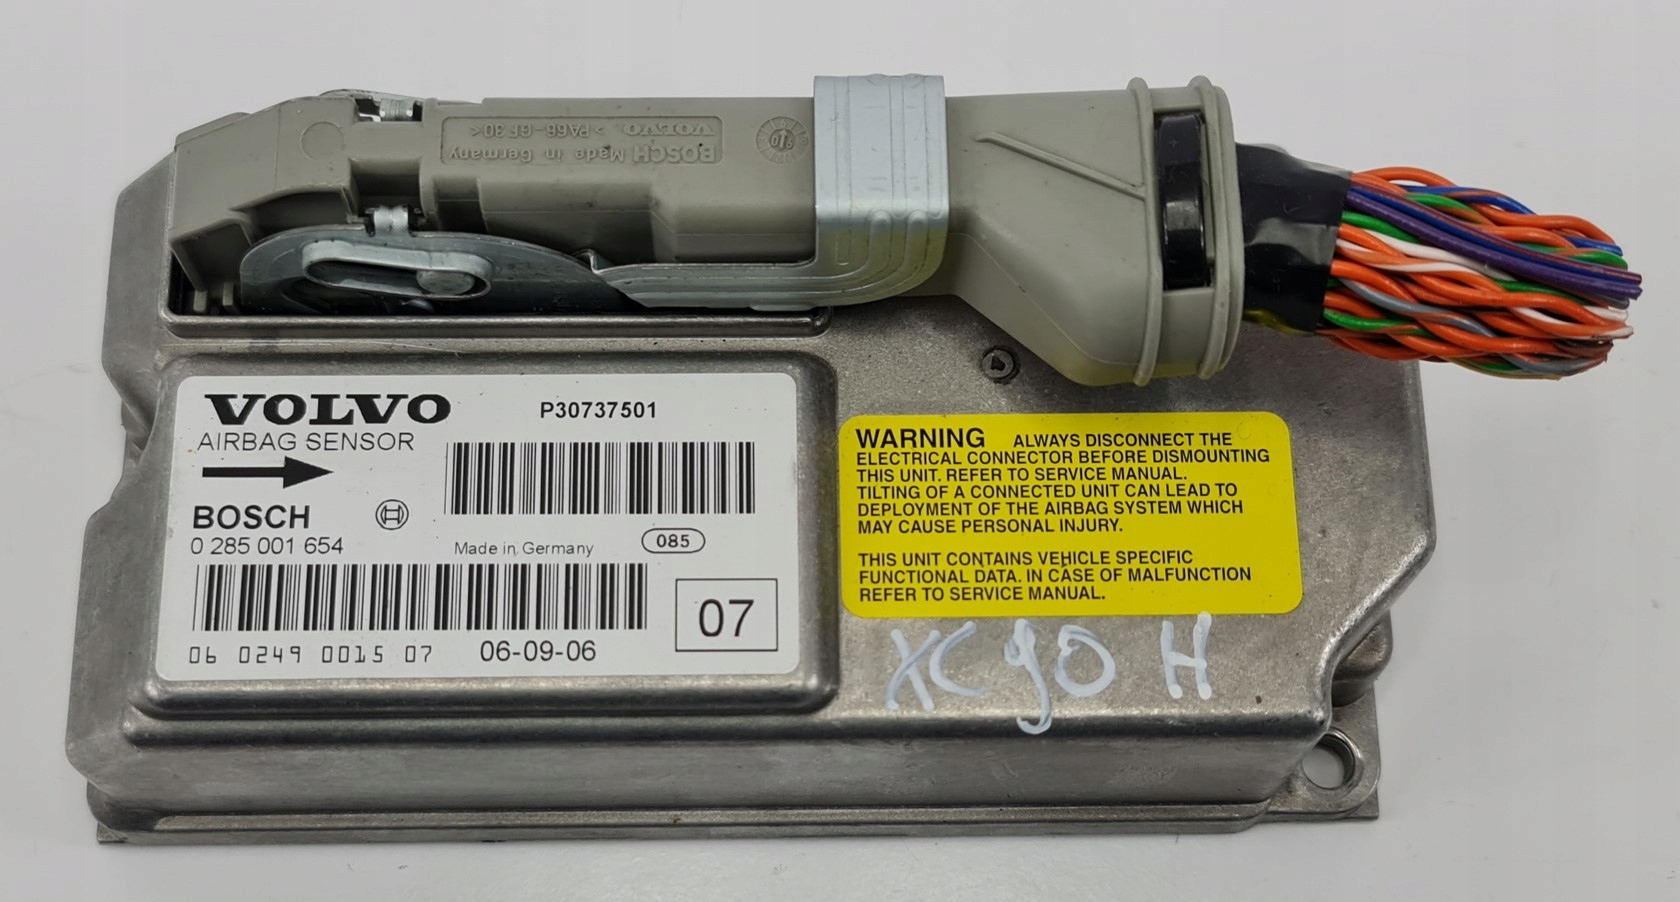 BOSCH Made in Germany
VOLVO >PA66-GF30<
VOLVO
P30737501
AIRBAG SENSOR
BOSCH
0 285 001 654
Made in Germany
085
06 0249 0015 07
06-09-06
07
WARNING ALWAYS DISCONNECT THE
ELECTRICAL CONNECTOR BEFORE DISMOUNTING
THIS UNIT. REFER TO SERVICE MANUAL.
TILTING OF A CONNECTED UNIT CAN LEAD TO
DEPLOYMENT OF THE AIRBAG SYSTEM WHICH
MAY CAUSE PERSONAL INJURY.
THIS UNIT CONTAINS VEHICLE SPECIFIC
FUNCTIONAL DATA. IN CASE OF MALFUNCTION
REFER TO SERVICE MANUAL.
XC90 H